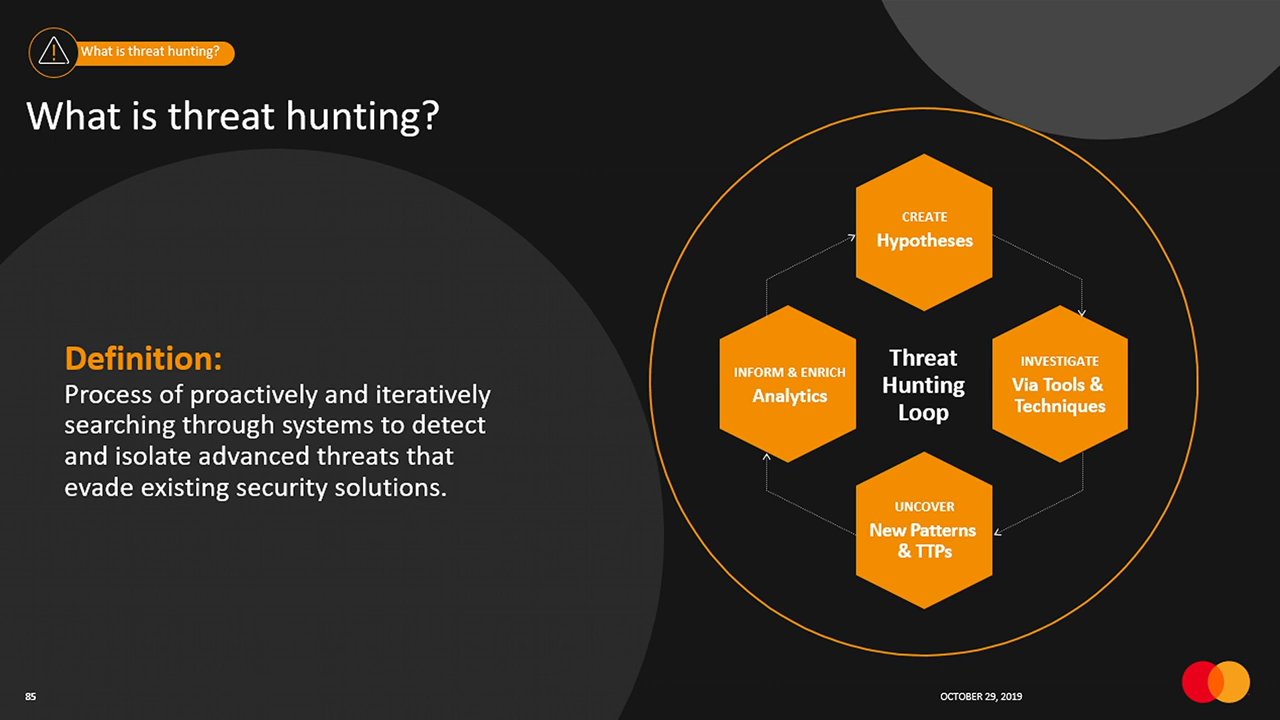 What is threat hunting?
What is threat hunting?
Definition:
Process of proactively and iteratively
searching through systems to detect
and isolate advanced threats that
evade existing security solutions.
CREATE
Hypotheses
INVESTIGATE
Via Tools &
Techniques
UNCOVER
New Patterns
& TTPs
INFORM & ENRICH
Analytics
Threat
Hunting
Loop
85
OCTOBER 29, 2019